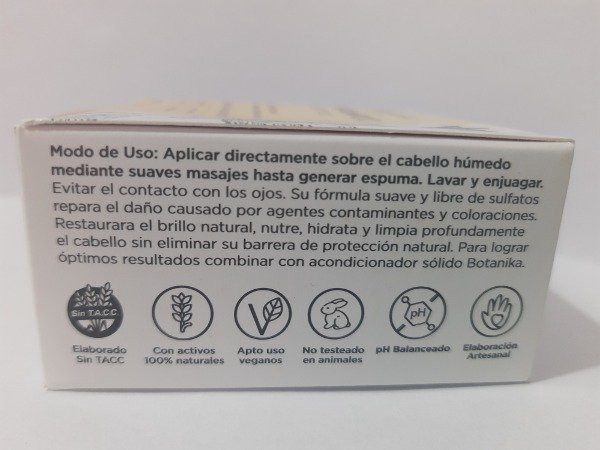 Modo de Uso: Aplicar directamente sobre el cabello húmedo
mediante suaves masajes hasta generar espuma. Lavar y enjuagar.
Evitar el contacto con los ojos. Su fórmula suave y libre de sulfatos
repara el daño causado por agentes contaminantes y coloraciones.
Restaurara el brillo natural, nutre, hidrata y limpia profundamente
el cabello sin eliminar su barrera de protección natural. Para lograr
óptimos resultados combinar con acondicionador sólido Botanika.
Sin T.A.C.C
pH
Elaborado
Sin TACC
Con activos
100% naturales
Apto uso
veganos
No testeado
en animales
pH Balanceado
Elaboración
Artesanal